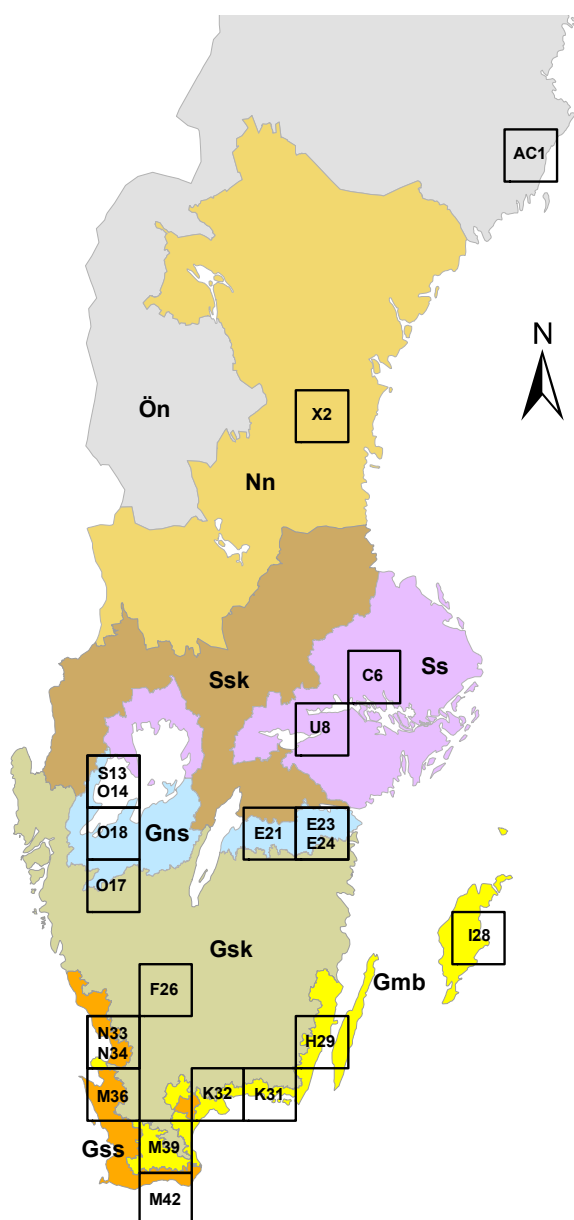 AC1
N
Ön
X2
Nn
Ssk
C6
Ss
U8
S13
O14
O18
Gns
E21
E23
E24
O17
Gsk
I28
F26
Gmb
N33
N34
H29
M36
K32
K31
Gss
M39
M42